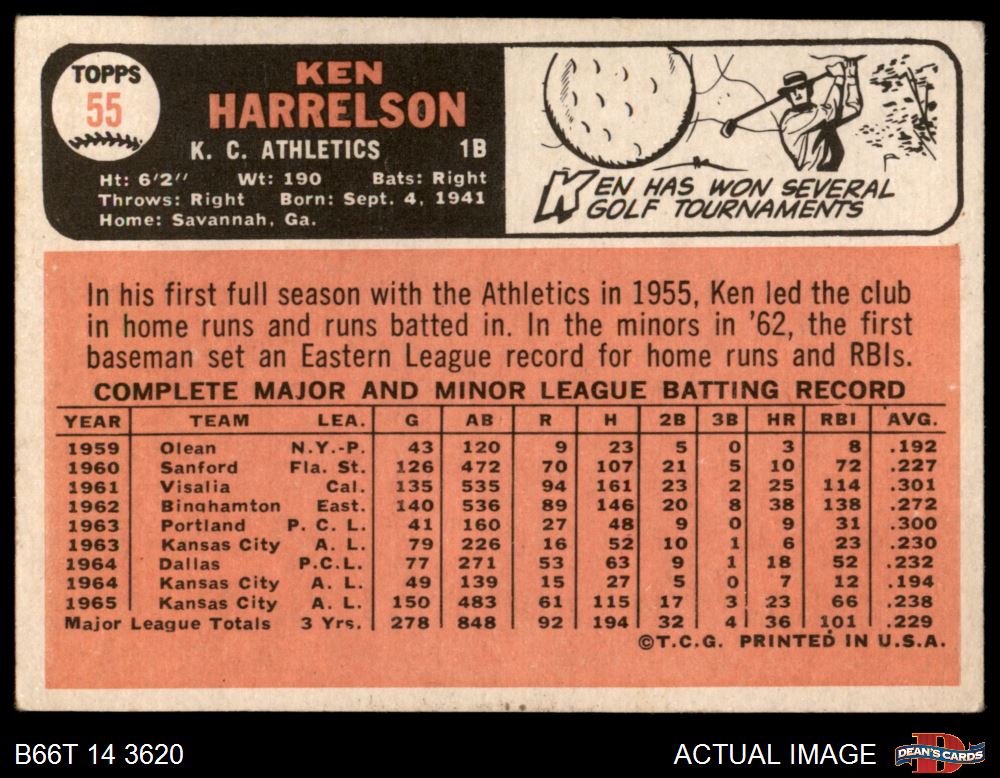 TOPPS
55
KEN
HARRELSON
K. C. ATHLETICS 1B
Ht: 6'2" Wt: 190 Bats: Right
Throws: Right Born: Sept. 4, 1941
Home: Savannah, Ga.
KEN HAS WON SEVERAL
GOLF TOURNAMENTS
In his first full season with the Athletics in 1955, Ken led the club
in home runs and runs batted in. In the minors in '62, the first
baseman set an Eastern League record for home runs and RBIs.
COMPLETE MAJOR AND MINOR LEAGUE BATTING RECORD
YEAR TEAM LEA. G AB R H 2B 3B HR RBI AVG.
1959 Olean N.Y.-P. 43 120 9 23 5 0 3 8 .192
1960 Sanford Fla. St. 126 472 70 107 21 5 10 72 .227
1961 Visalia Cal. 135 535 94 161 23 2 25 114 .301
1962 Binghamton East. 140 536 89 146 20 8 38 138 .272
1963 Portland P. C. L. 41 160 27 48 9 0 9 31 .300
1963 Kansas City A. L. 79 226 16 52 10 1 6 23 .230
1964 Dallas P.C.L. 77 271 53 63 9 1 18 52 .232
1964 Kansas City A. L. 49 139 15 27 5 0 7 12 .194
1965 Kansas City A. L. 150 483 61 115 17 3 23 66 .238
Major League Totals 3 Yrs. 278 848 92 194 32 4 36 101 .229
©T.C.G. PRINTED IN U.S.A.
B66T 14 3620
ACTUAL IMAGE
DEAN'S CARDS